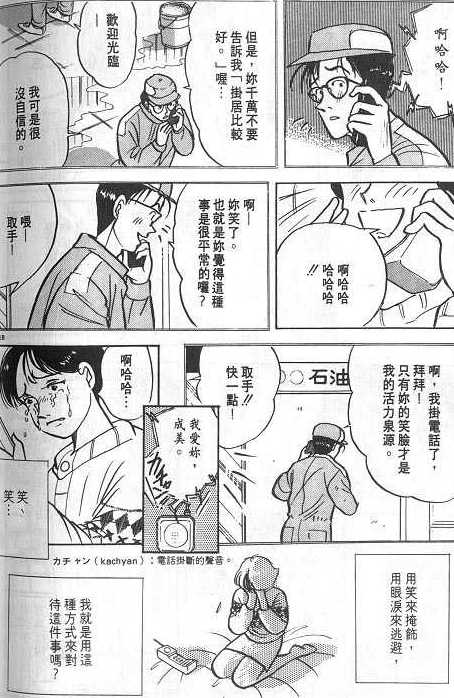 啊哈哈！
但是，妳千萬不要
告訴我「掛居比較
好。」喔…
歡迎光臨
我可是很
沒自信的。
啊哈哈
哈哈哈
!!
啊—
妳笑了。
也就是妳覺得這種
事是很平常的囉？
喂—
取手！
啊，我掛電話了，
拜拜！
只有妳的笑臉才是
我的活力泉源。
石油
取手!!
快一點！
啊哈哈…
我愛妳，
成美。
笑、
笑…
カチャン（kachyan）：電話掛斷的聲音。
用笑來掩飾，
用眼淚來逃避，
我就是用這
種方式來對
待這件事嗎？